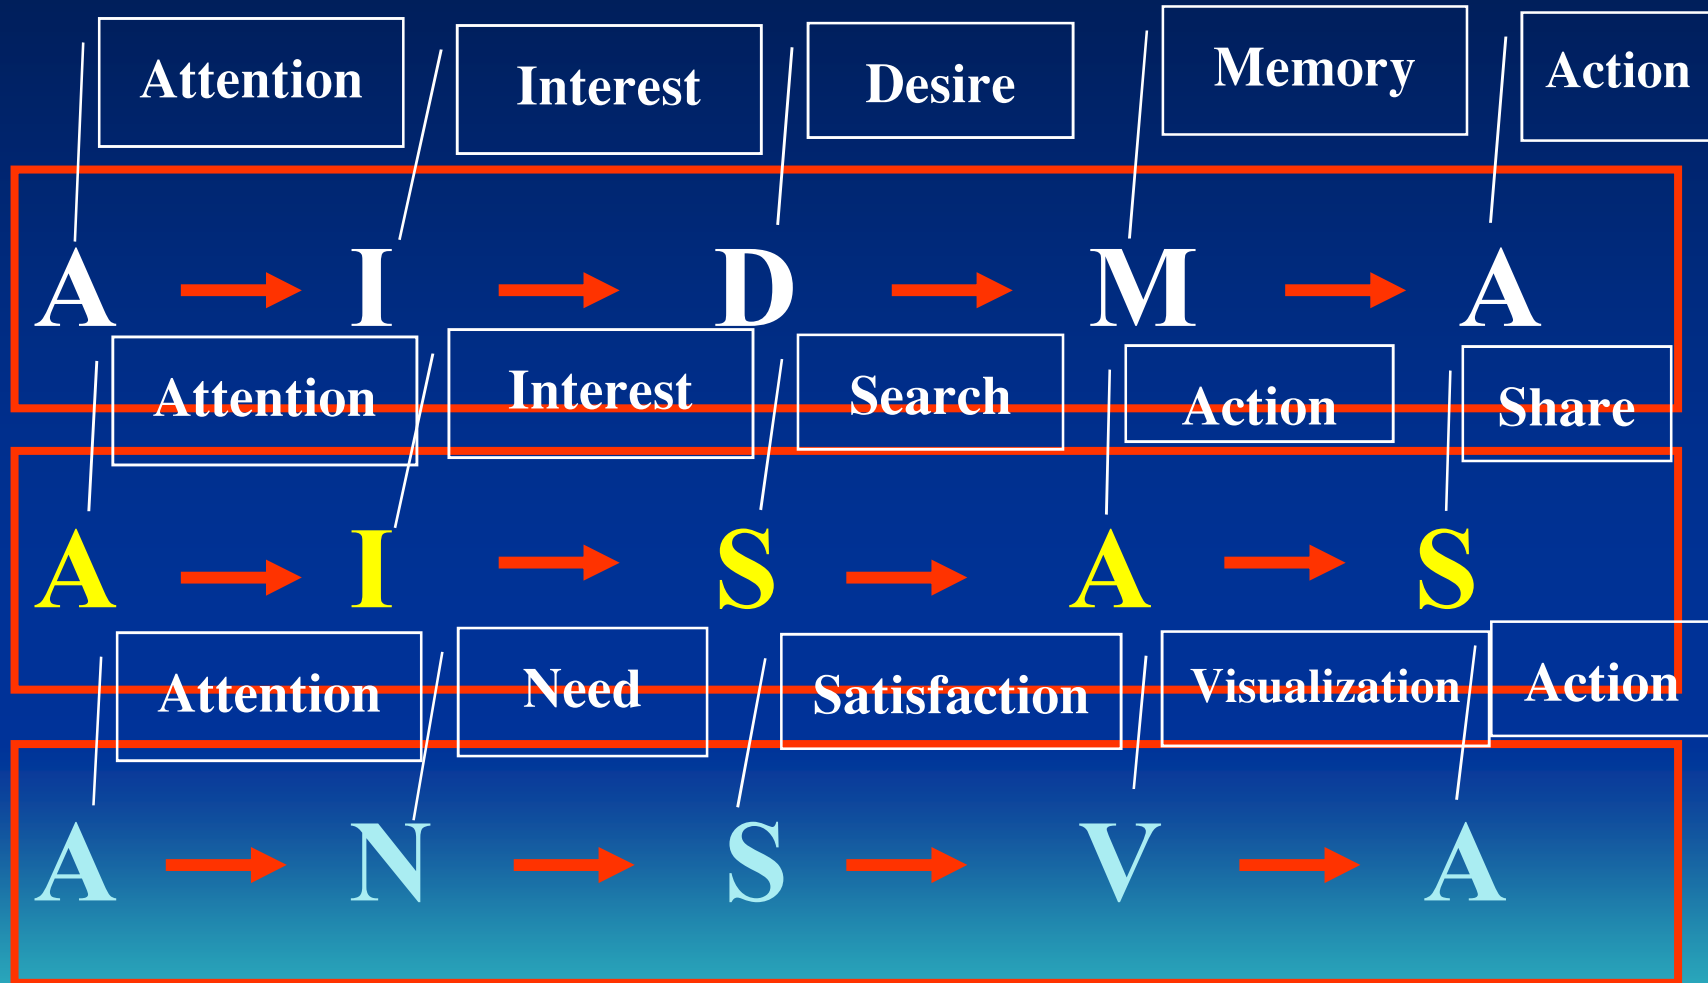 Attention Interest Desire Memory Action
A I D M A
Attention Interest Search Action Share
A I S A S
Attention Need Satisfaction Visualization Action
A N S V A